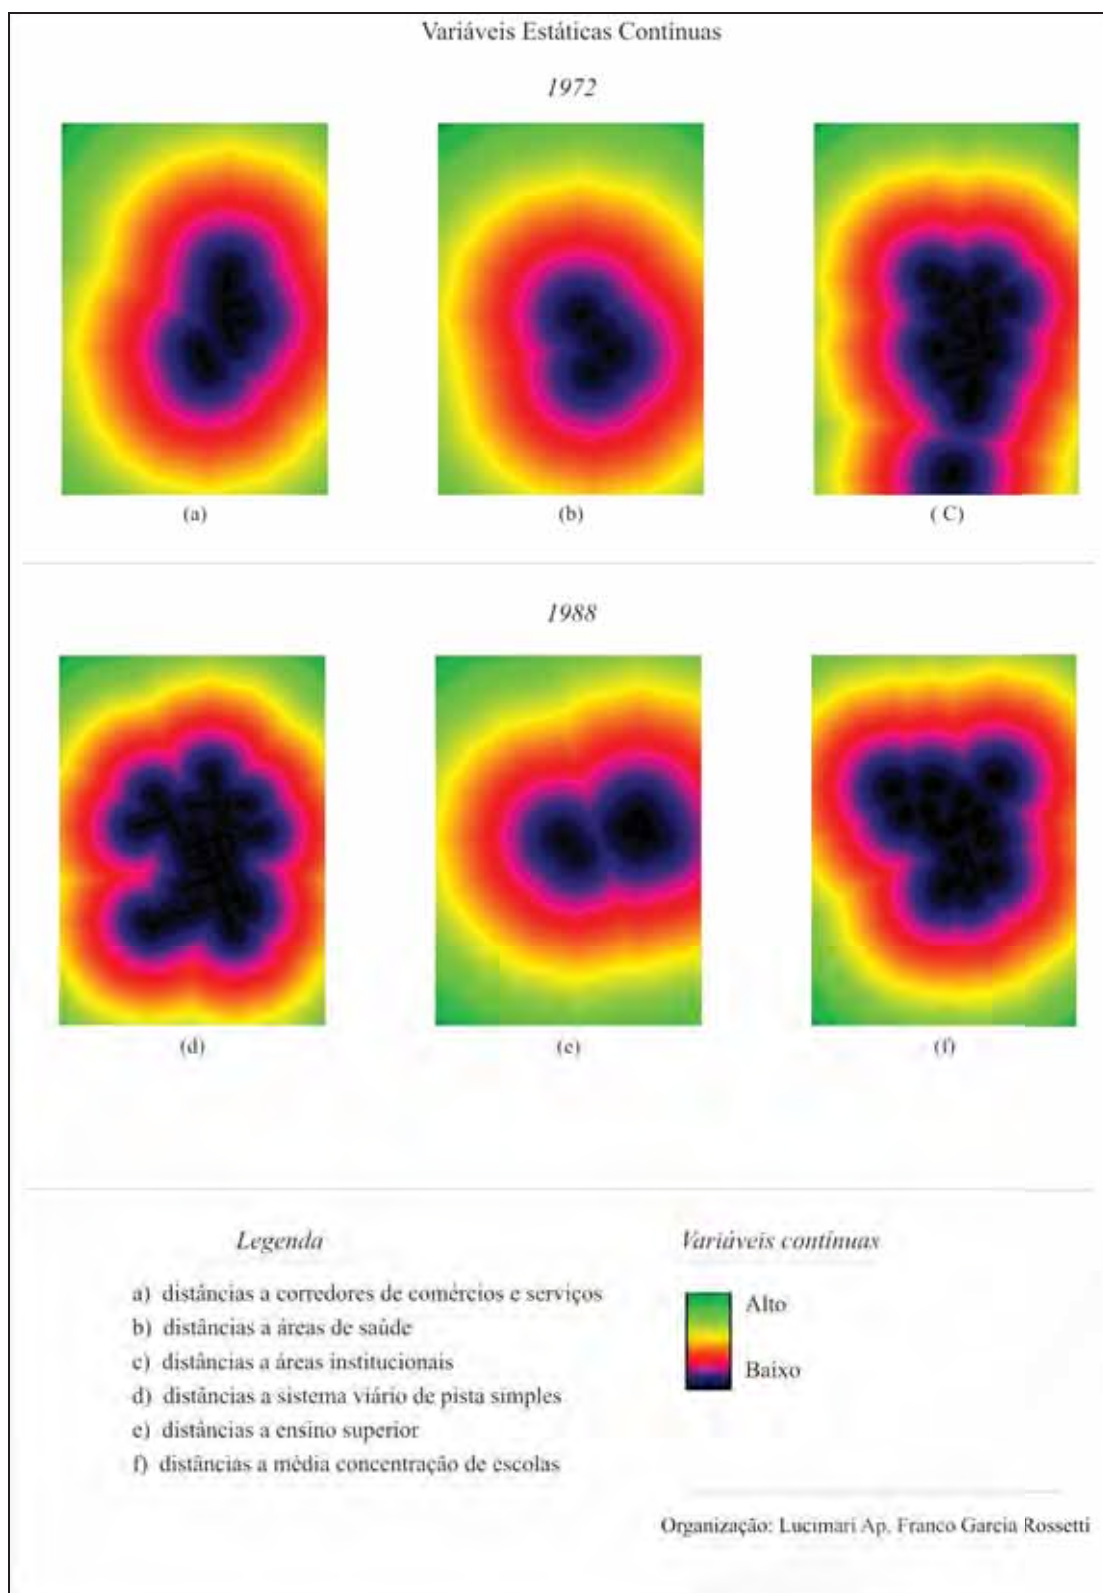 Variáveis Estáticas Contínuas
1972
(a)
(b)
( C)
1988
(d)
(e)
(f)
Legenda
a) distâncias a corredores de comércios e serviços
b) distâncias a áreas de saúde
c) distâncias a áreas institucionais
d) distâncias a sistema viário de pista simples
e) distâncias a ensino superior
f) distâncias a média concentração de escolas
Variáveis contínuas
Alto
Baixo
Organização: Lucimari Ap. Franco Garcia Rossetti